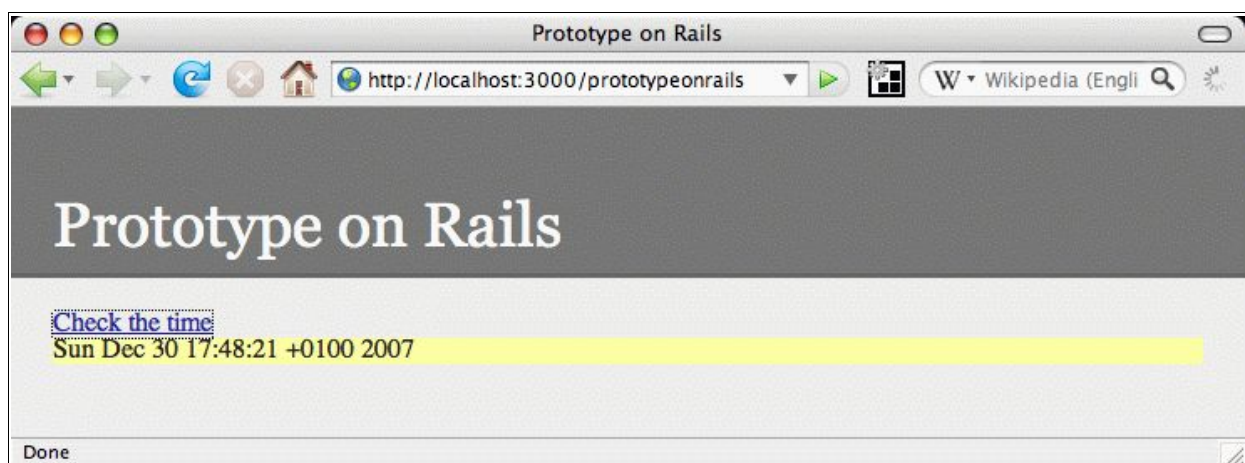 Prototype on Rails
http://localhost:3000/prototypeonrails
W Wikipedia (Engli
Prototype on Rails
Check the time
Sun Dec 30 17:48:21 +0100 2007
Done